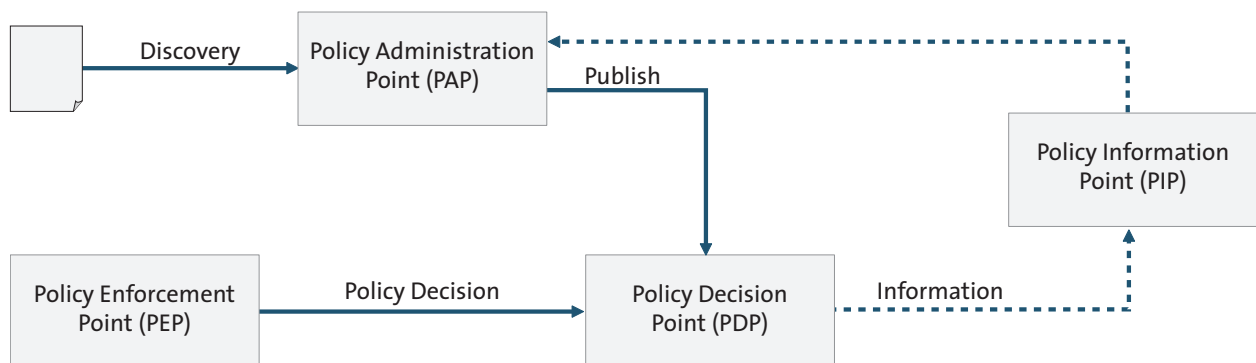 Discovery
Policy Administration
Point (PAP)
Publish
Policy Information
Point (PIP)
Policy Enforcement
Point (PEP)
Policy Decision
Policy Decision
Point (PDP)
Information